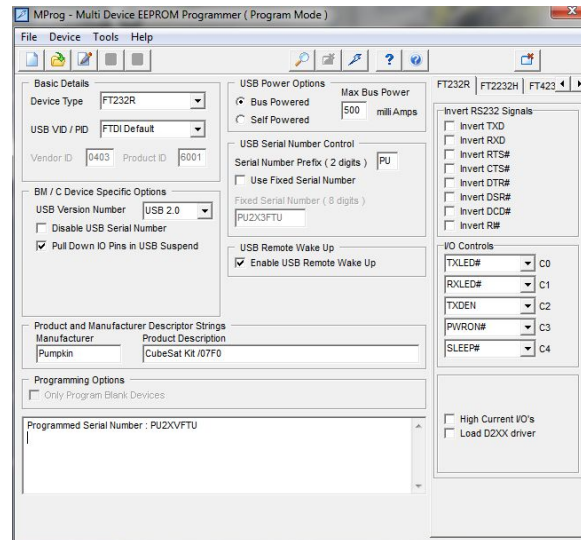 MProg - Multi Device EEPROM Programmer ( Program Mode )
File Device Tools Help
Basic Details
Device Type FT232R
USB VID / PID FTDI Default
Vendor ID 0403 Product ID 6001
BM / C Device Specific Options
USB Version Number USB 2.0
Disable USB Serial Number
Pull Down IO Pins in USB Suspend
USB Power Options
Bus Powered
Self Powered
Max Bus Power
500 milli Amps
USB Serial Number Control
Serial Number Prefix ( 2 digits ) PU
Use Fixed Serial Number
Fixed Serial Number ( 8 digits )
PU2X3FTU
USB Remote Wake Up
Enable USB Remote Wake Up
Product and Manufacturer Descriptor Strings
Manufacturer Product Description
Pumpkin CubeSat Kit /07F0
Programming Options
Only Program Blank Devices
Programmed Serial Number : PU2XVFTU
FT232R FT2232H FT423
Invert RS232 Signals
Invert TXD
Invert RXD
Invert RTS#
Invert CTS#
Invert DTR#
Invert DSR#
Invert DCD#
Invert RI#
I/O Controls
TXLED# C0
RXLED# C1
TXDEN C2
PWRON# C3
SLEEP# C4
High Current I/O's
Load D2XX driver